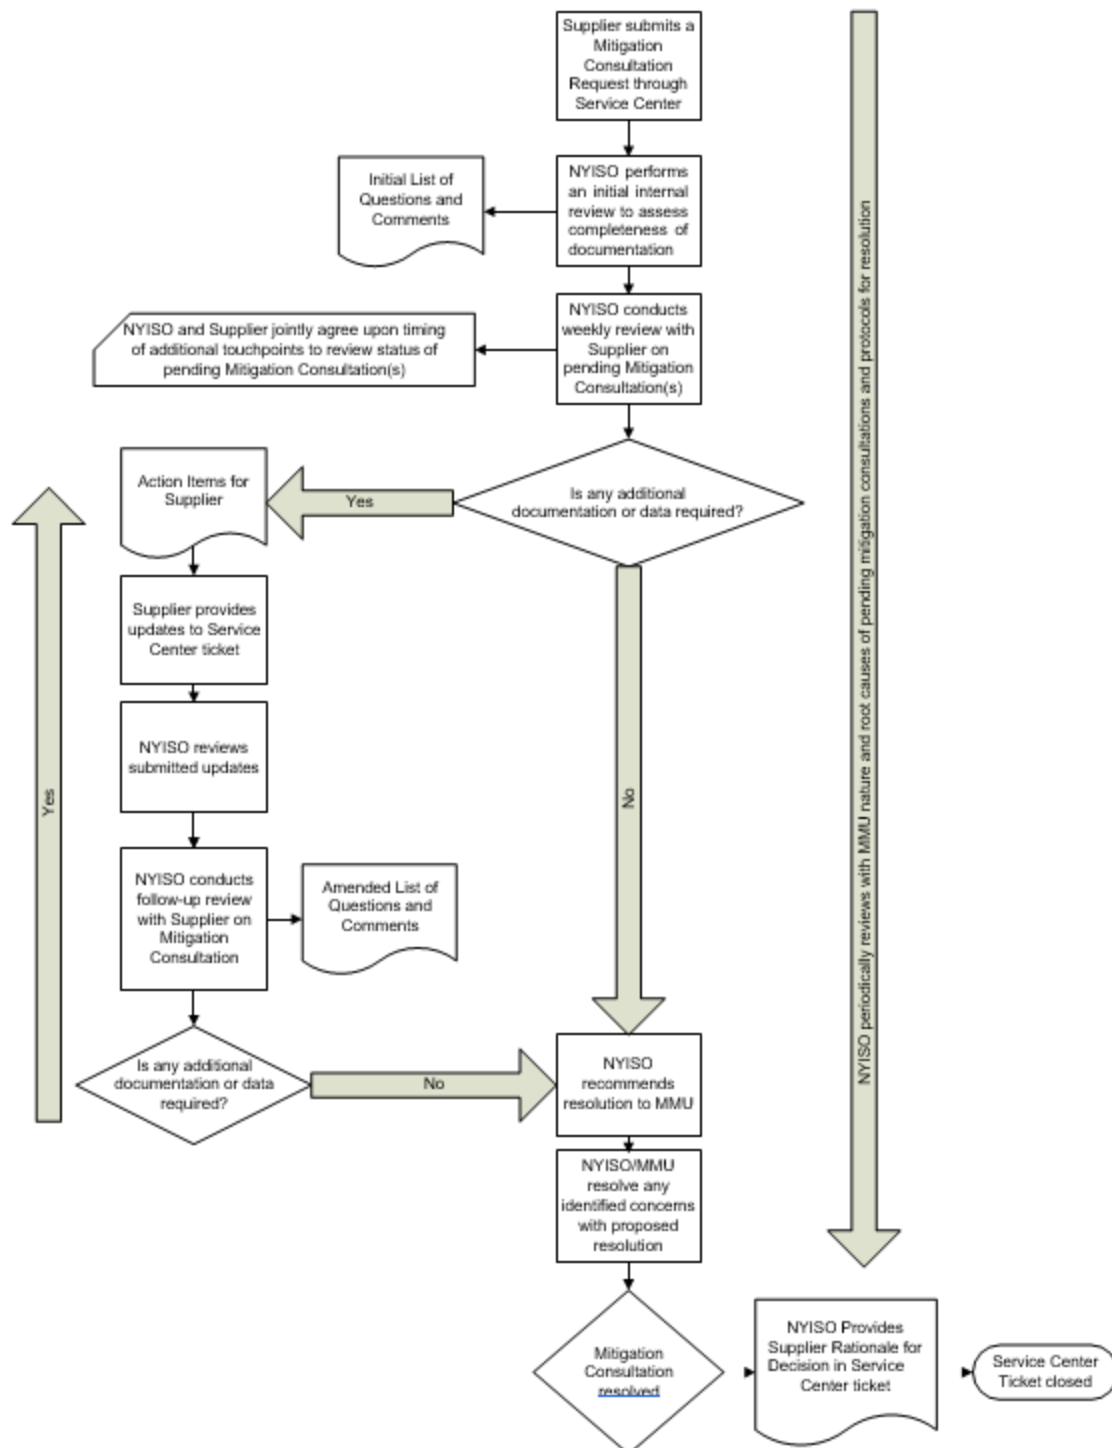 Supplier submits a
Mitigation
Consultation
Request through
Service Center
Initial List of
Questions and
Comments
NYISO performs
an initial internal
review to assess
completeness of
documentation
NYISO and Supplier jointly agree upon timing
of additional touchpoints to review status of
pending Mitigation Consultation(s)
NYISO conducts
weekly review with
Supplier on
pending Mitigation
Consultation(s)
Action Items for
Supplier
Yes
Is any additional
documentation or data required?
Supplier provides
updates to Service
Center ticket
NYISO reviews
submitted updates
Yes
No
NYISO conducts
follow-up review
with Supplier on
Mitigation
Consultation
Amended List of
Questions and
Comments
Is any additional
documentation or data
required?
No
NYISO
recommends
resolution to MMU
NYISO/MMU
resolve any
identified concerns
with proposed
resolution
Mitigation
Consultation
resolved
NYISO periodically reviews with MMU nature and root causes of pending mitigation consultations and protocols for resolution
NYISO Provides
Supplier Rationale for
Decision in Service
Center ticket
Service Center
Ticket closed